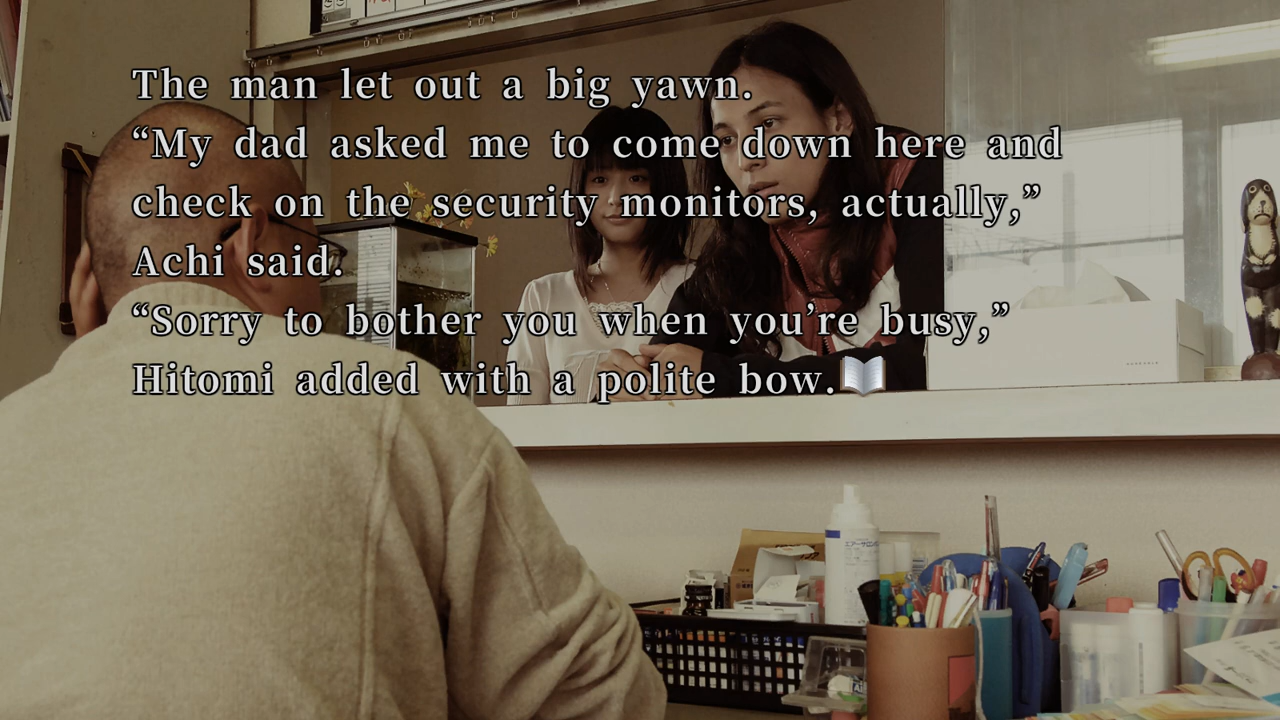 The man let out a big yawn.
“My dad asked me to come down here and
check on the security monitors, actually,”
Achi said.
“Sorry to bother you when you’re busy,”
Hitomi added with a polite bow.